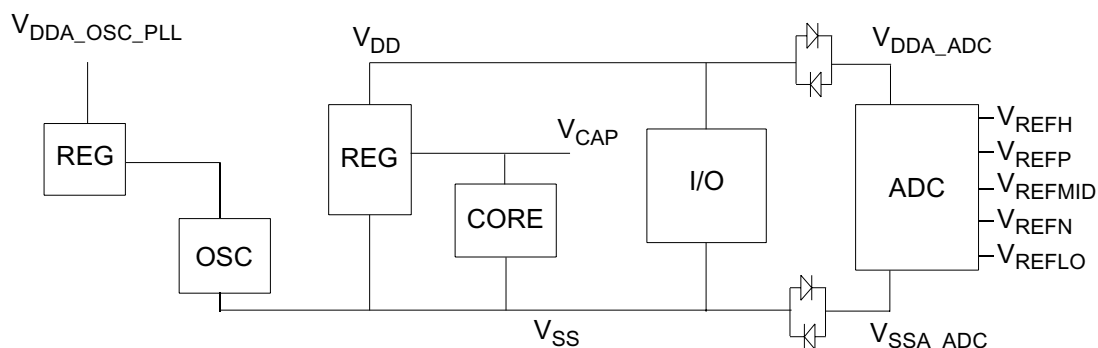 VDDA_OSC_PLL
VDD
VDDA_ADC
REG
REG
VCAP
CORE
OSC
I/O
ADC
VREFH
VREFP
VREFMID
VREFN
VREFLO
VSS
VSSA_ADC